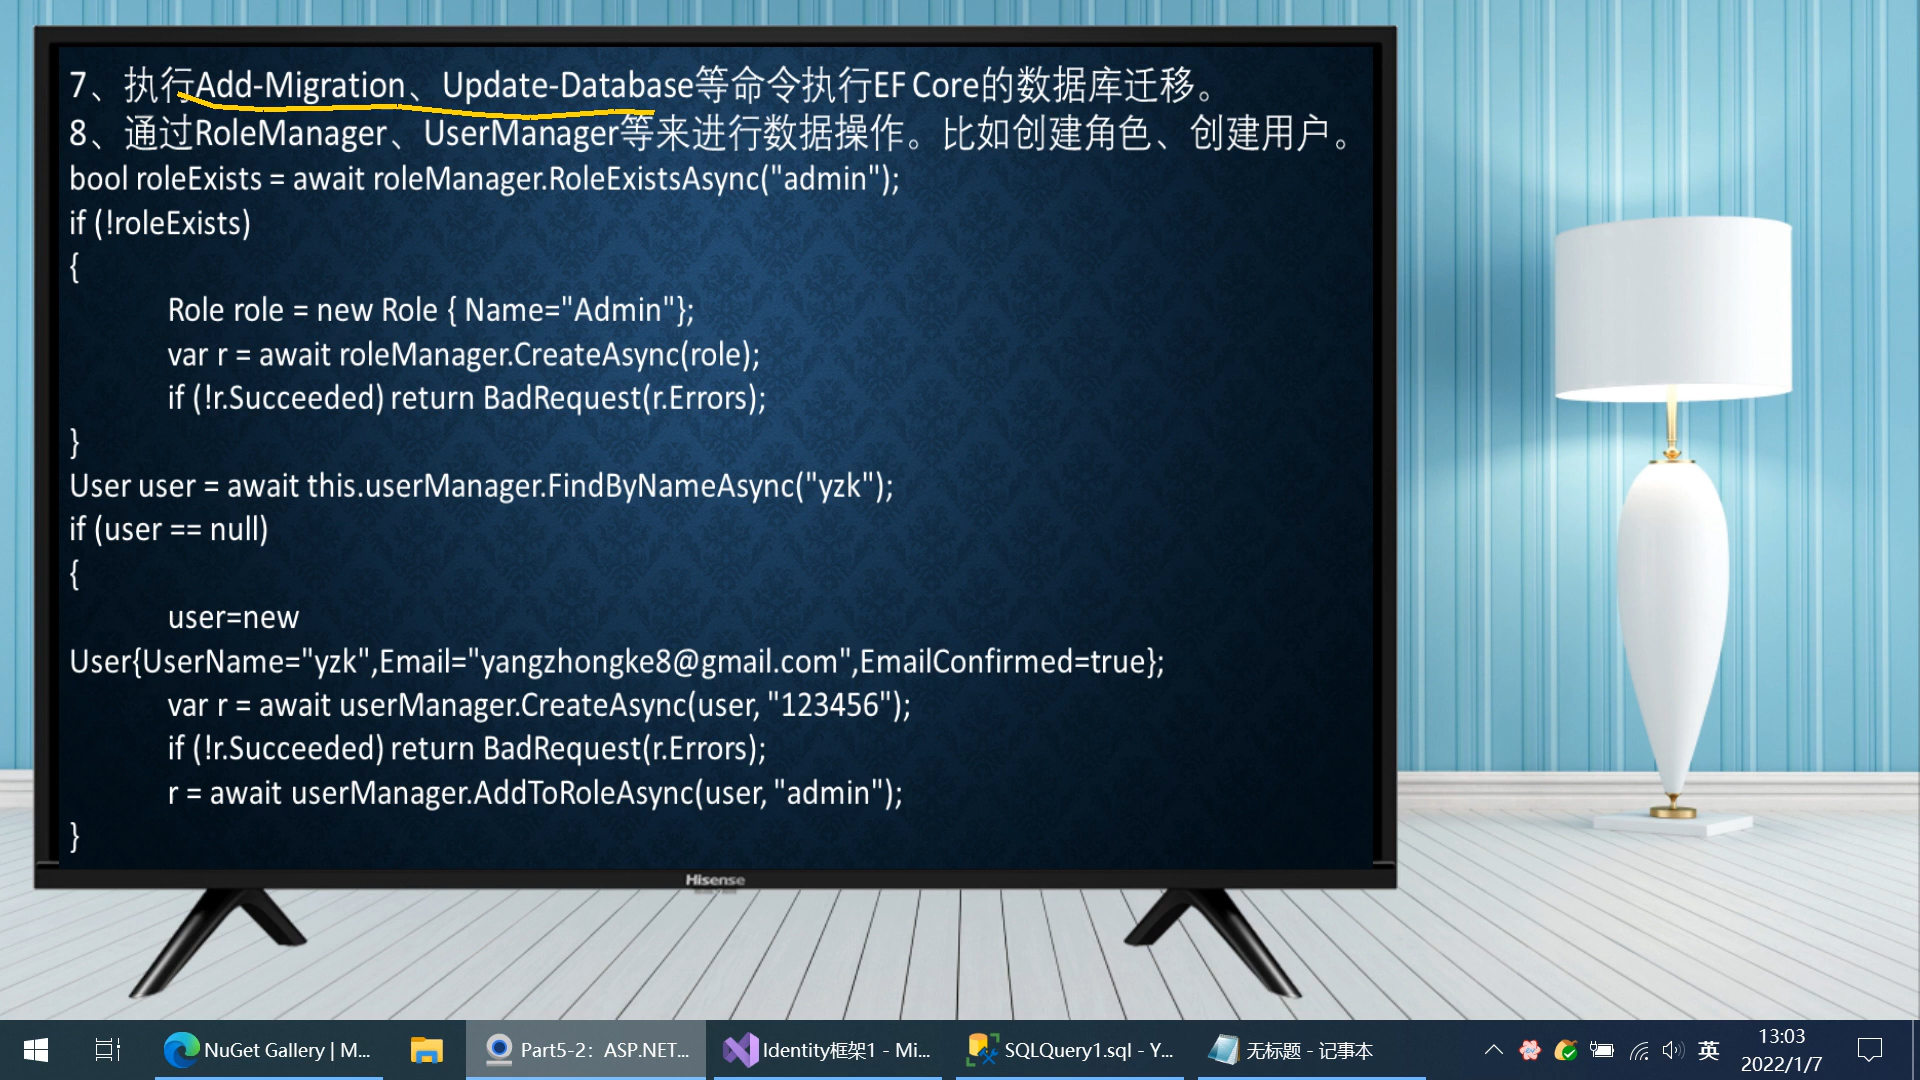 7、执行Add-Migration、Update-Database等命令执行EF Core的数据库迁移。
8、通过RoleManager、UserManager等来进行数据操作。比如创建角色、创建用户。
bool roleExists = await roleManager.RoleExistsAsync("admin");
if (!roleExists)
{
Role role = new Role { Name="Admin"};
var r = await roleManager.CreateAsync(role);
if (!r.Succeeded) return BadRequest(r.Errors);
}
User user = await this.userManager.FindByNameAsync("yzk");
if (user == null)
{
user=new
User{UserName="yzk",Email="yangzhongke8@gmail.com",EmailConfirmed=true};
var r = await userManager.CreateAsync(user, "123456");
if (!r.Succeeded) return BadRequest(r.Errors);
r = await userManager.AddToRoleAsync(user, "admin");
}
Hisense
NuGet Gallery | M...
Part5-2：ASP.NET...
Identity框架1 - Mi...
SQLQuery1.sql - Y...
无标题 - 记事本
英
13:03
2022/1/7